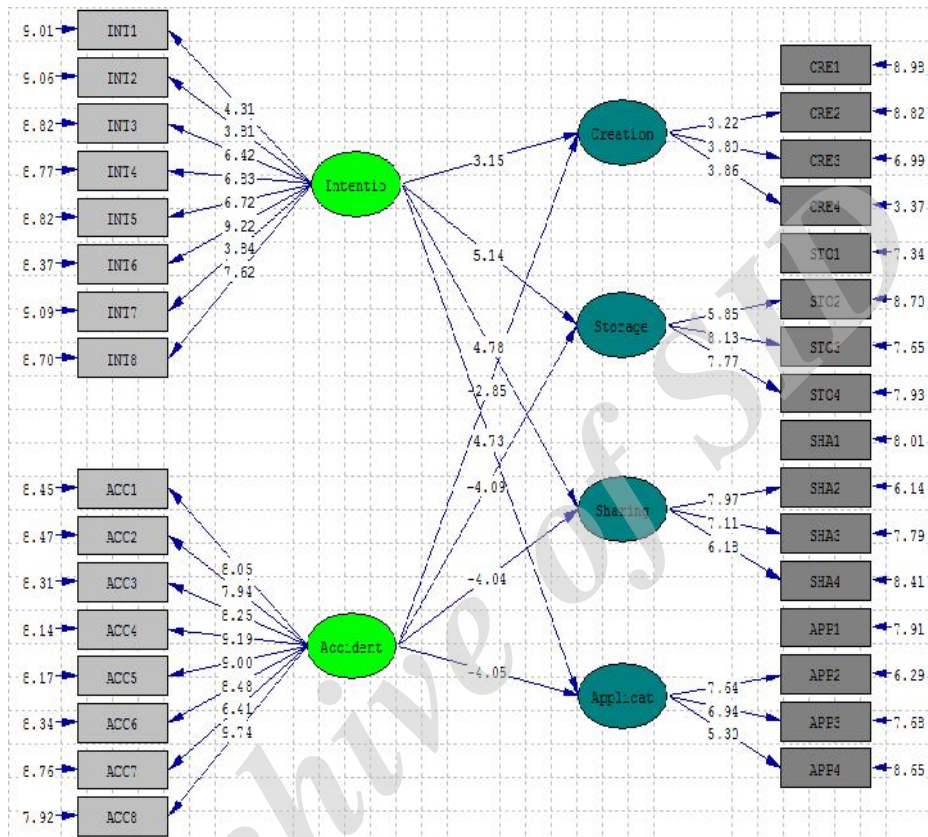 9.01 INT1
9.06 INT2
8.82 INT3
8.77 INT4
8.82 INT5
8.37 INT6
9.09 INT7
8.70 INT8
4.31
3.81
6.42
6.83
6.72
9.22
3.84
7.62
Intentio
8.45 ACC1
8.47 ACC2
8.31 ACC3
8.14 ACC4
8.17 ACC5
8.34 ACC6
8.76 ACC7
7.92 ACC8
8.05
7.94
8.25
9.19
9.00
8.48
6.41
9.74
Accident
3.15
5.14
4.78
-2.85
4.73
-4.09
-4.04
-4.05
Creation
Storage
Sharing
Applicat
3.22
3.80
3.86
5.85
8.13
7.77
7.97
7.11
6.18
7.64
6.94
5.30
CRE1 8.98
CRE2 8.82
CRE3 6.99
CRE4 3.37
STO1 7.34
STO2 8.70
STO3 7.65
STO4 7.93
SHA1 8.01
SHA2 6.14
SHA3 7.79
SHA4 8.41
APP1 7.91
APP2 6.29
APP3 7.68
APP4 8.65
chive of SID